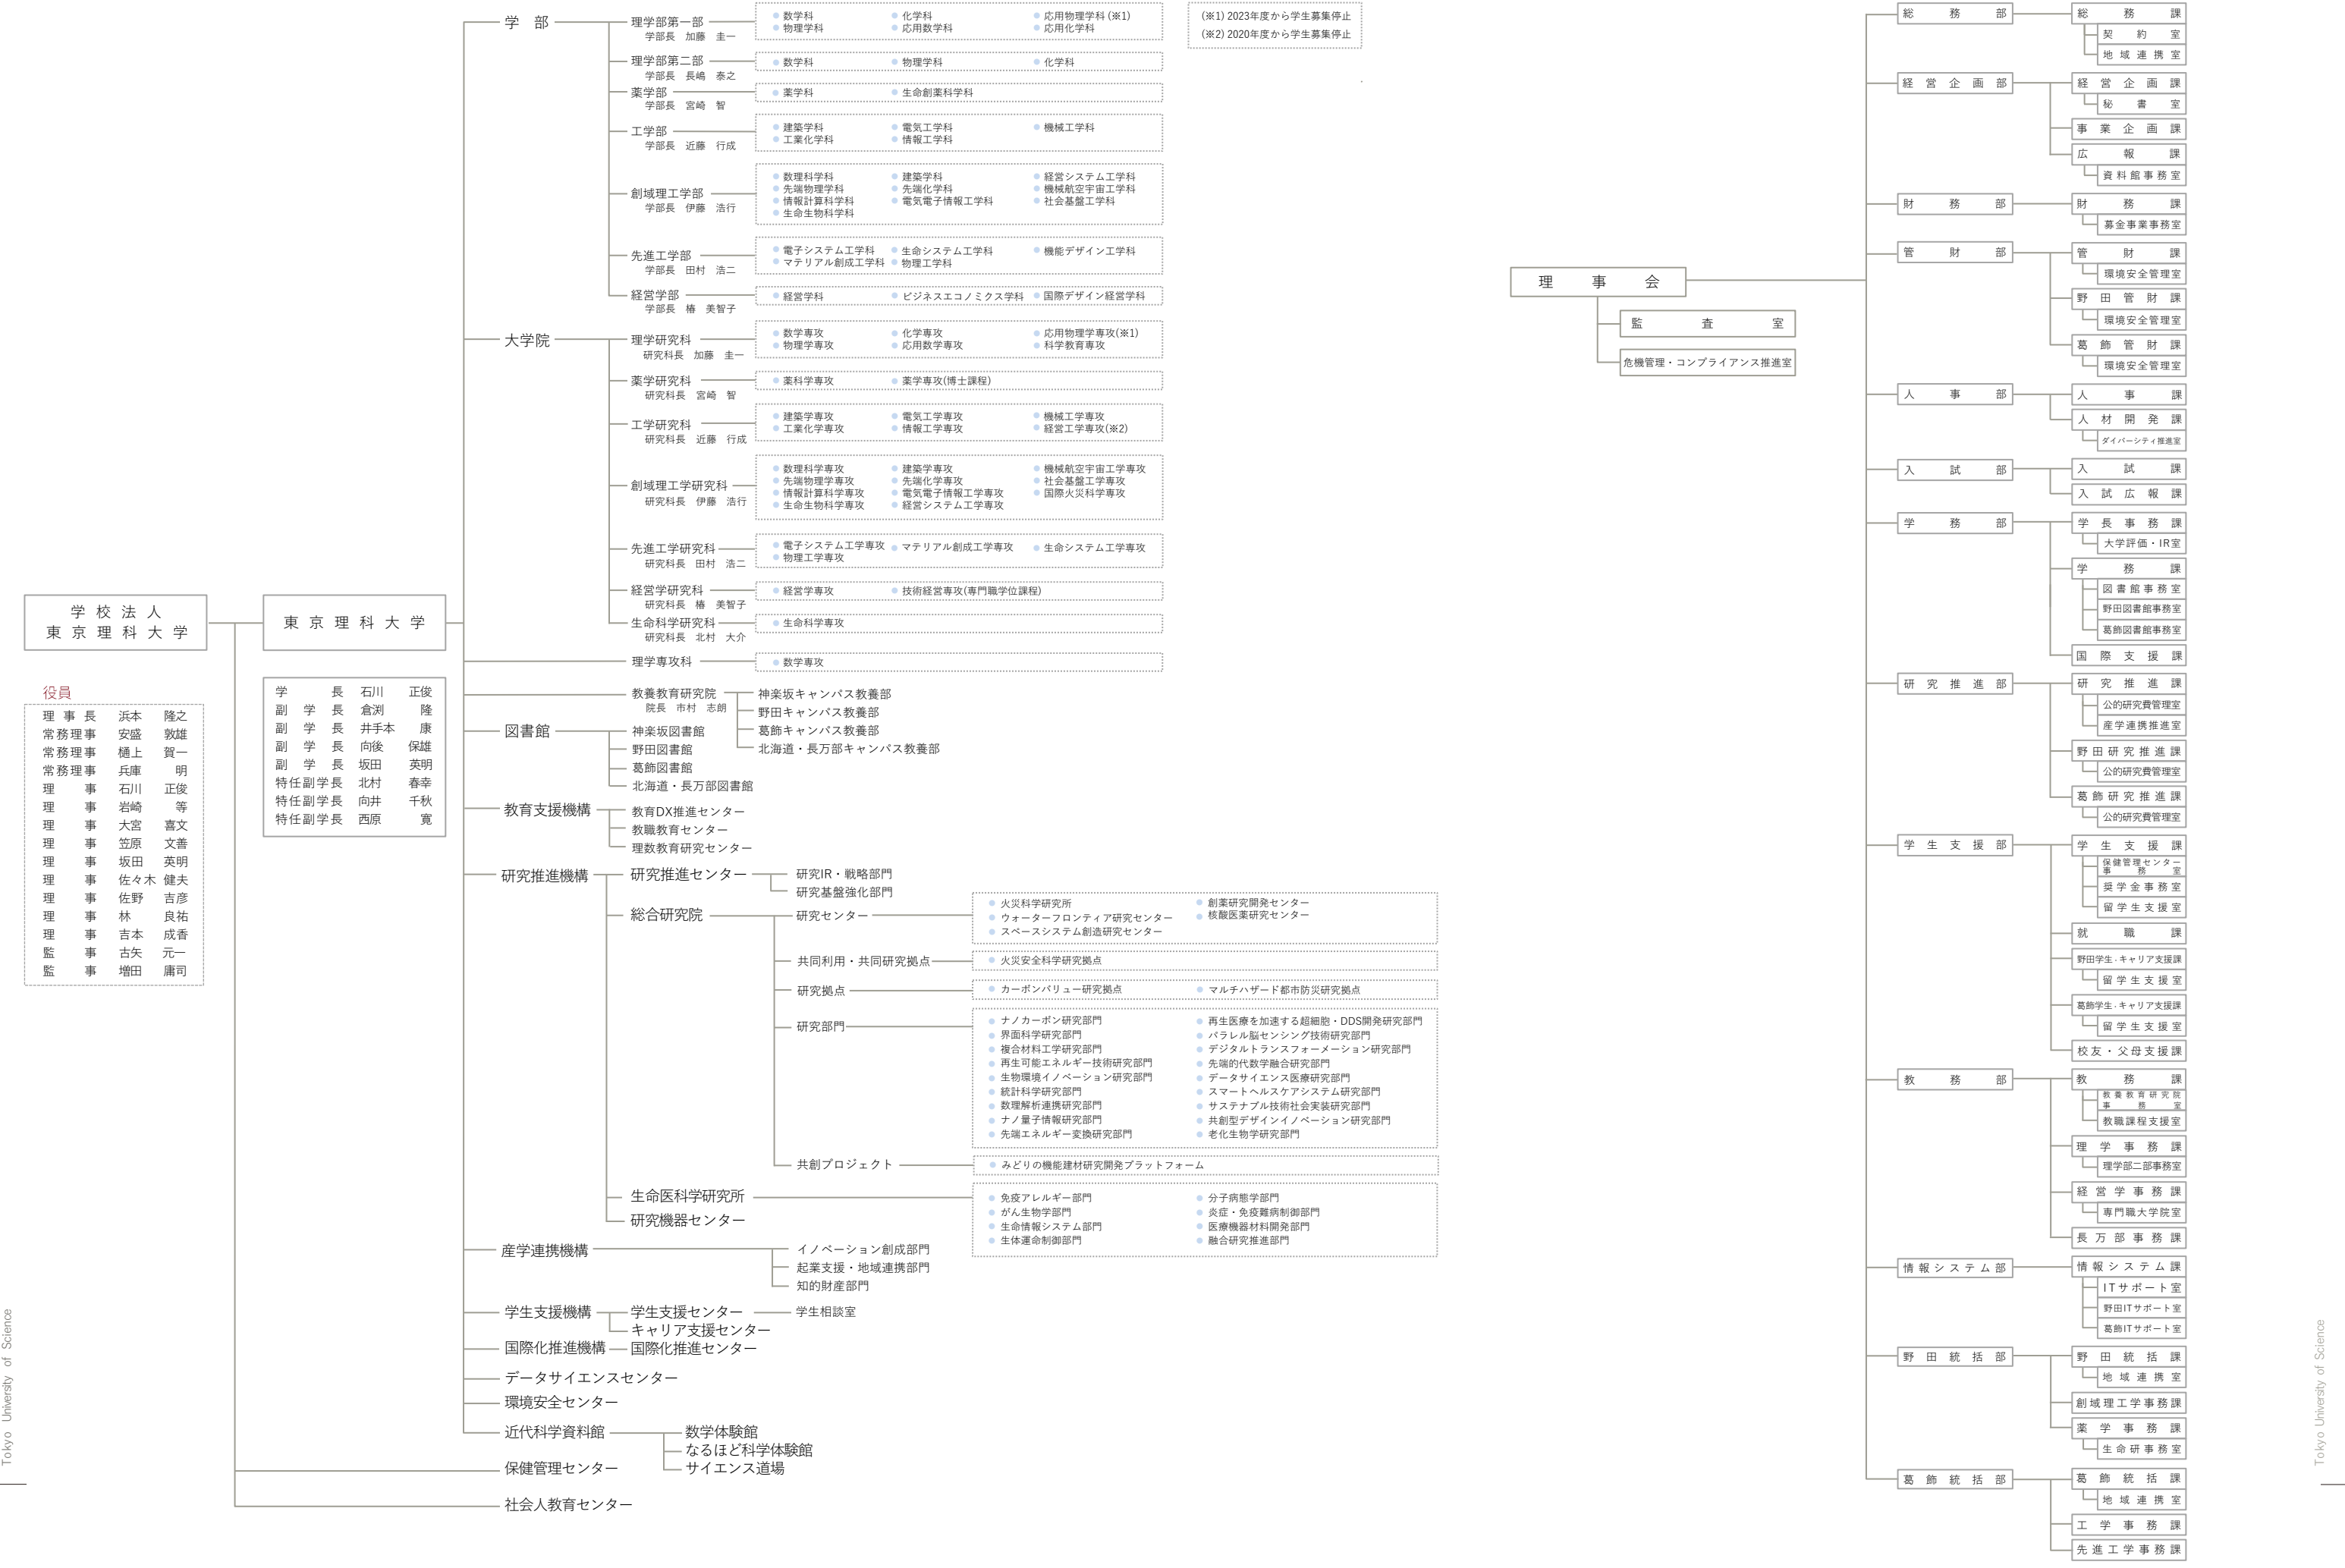 学校法人
東京理科大学
役員
理事長 浜本 隆之
常務理事 安盛 敦雄
常務理事 樋上 賀一
常務理事 兵庫 明
理事 石川 正俊
理事 岩崎 等
理事 大宮 喜文
理事 笠原 文善
理事 坂田 英明
理事 佐々木 健夫
理事 佐野 吉彦
理事 林 良祐
理事 吉本 成香
監事 古矢 元一
監事 増田 庸司
東京理科大学
学長 石川 正俊
副学長 倉渕 隆
副学長 井手本 康
副学長 向後 保雄
副学長 坂田 英明
特任副学長 北村 春幸
特任副学長 向井 千秋
特任副学長 西原 寛
学部
理学部第一部
学部長 加藤 圭一
数学科 化学科 応用物理学科 (※1)
物理学科 応用数学科 応用化学科
(※1) 2023年度から学生募集停止
(※2) 2020年度から学生募集停止
理学部第二部
学部長 長嶋 泰之
数学科 物理学科 化学科
薬学部
学部長 宮崎 智
薬学科 生命創薬科学科
工学部
学部長 近藤 行成
建築学科 電気工学科 機械工学科
工業化学科 情報工学科
創域理工学部
学部長 伊藤 浩行
数理科学科 建築学科 経営システム工学科
先端物理学科 先端化学科 機械航空宇宙工学科
情報計算科学科 電気電子情報工学科 社会基盤工学科
生命生物科学科
先進工学部
学部長 田村 浩二
電子システム工学科 生命システム工学科 機能デザイン工学科
マテリアル創成工学科 物理工学科
経営学部
学部長 椿 美智子
経営学科 ビジネスエコノミクス学科 国際デザイン経営学科
大学院
理学研究科
研究科長 加藤 圭一
数学専攻 化学専攻 応用物理学専攻(※1)
物理学専攻 応用数学専攻 科学教育専攻
薬学研究科
研究科長 宮崎 智
薬科学専攻 薬学専攻(博士課程)
工学研究科
研究科長 近藤 行成
建築学専攻 電気工学専攻 機械工学専攻
工業化学専攻 情報工学専攻 経営工学専攻(※2)
創域理工学研究科
研究科長 伊藤 浩行
数理科学専攻 建築学専攻 機械航空宇宙工学専攻
先端物理学専攻 先端化学専攻 社会基盤工学専攻
情報計算科学専攻 電気電子情報工学専攻 国際火災科学専攻
生命生物科学専攻 経営システム工学専攻
先進工学研究科
研究科長 田村 浩二
電子システム工学専攻 マテリアル創成工学専攻 生命システム工学専攻
物理工学専攻
経営学研究科
研究科長 椿 美智子
経営学専攻 技術経営専攻(専門職学位課程)
生命科学研究科
研究科長 北村 大介
生命科学専攻
理学専攻科
数学専攻
教養教育研究院
院長 市村 志朗
神楽坂キャンパス教養部
野田キャンパス教養部
葛飾キャンパス教養部
北海道・長万部キャンパス教養部
図書館
神楽坂図書館
野田図書館
葛飾図書館
北海道・長万部図書館
教育支援機構
教育DX推進センター
教職教育センター
理数教育研究センター
研究推進機構
研究推進センター
研究IR・戦略部門
研究基盤強化部門
総合研究院
研究センター
火災科学研究所 創薬研究開発センター
ウォーターフロンティア研究センター 核酸医薬研究センター
スペースシステム創造研究センター
共同利用・共同研究拠点
火災安全科学研究拠点
研究拠点
カーボンバリュー研究拠点 マルチハザード都市防災研究拠点
研究部門
ナノカーボン研究部門 再生医療を加速する超細胞・DDS開発研究部門
界面科学研究部門 パラレル脳センシング技術研究部門
複合材料工学研究部門 デジタルトランスフォーメーション研究部門
再生可能エネルギー技術研究部門 先端的代数学融合研究部門
生物環境イノベーション研究部門 データサイエンス医療研究部門
統計科学研究部門 スマートヘルスケアシステム研究部門
数理解析連携研究部門 サステナブル技術社会実装研究部門
ナノ量子情報研究部門 共創型デザインイノベーション研究部門
先端エネルギー変換研究部門 老化生物学研究部門
共創プロジェクト
みどりの機能建材研究開発プラットフォーム
生命医科学研究所
免疫アレルギー部門 分子病態学部門
がん生物学部門 炎症・免疫難病制御部門
生命情報システム部門 医療機器材料開発部門
生体運命制御部門 融合研究推進部門
研究機器センター
産学連携機構
イノベーション創成部門
起業支援・地域連携部門
知的財産部門
学生支援機構
学生支援センター
学生相談室
キャリア支援センター
国際化推進機構
国際化推進センター
データサイエンスセンター
環境安全センター
近代科学資料館
数学体験館
なるほど科学体験館
サイエンス道場
保健管理センター
社会人教育センター
Tokyo University of Science
理事会
監査室
危機管理・コンプライアンス推進室
総務部
総務課
契約室
地域連携室
経営企画部
経営企画課
秘書室
事業企画課
広報課
資料館事務室
財務部
財務課
募金事業事務室
管財部
管財課
環境安全管理室
野田管財課
環境安全管理室
葛飾管財課
環境安全管理室
人事部
人事課
人材開発課
ダイバーシティ推進室
入試部
入試課
入試広報課
学務部
学長事務課
大学評価・IR室
学務課
図書館事務室
野田図書館事務室
葛飾図書館事務室
国際支援課
研究推進部
研究推進課
公的研究費管理室
産学連携推進室
野田研究推進課
公的研究費管理室
葛飾研究推進課
公的研究費管理室
学生支援部
学生支援課
保健管理センター
事務室
奨学金事務室
留学生支援室
就職課
野田学生・キャリア支援課
留学生支援室
葛飾学生・キャリア支援課
留学生支援室
校友・父母支援課
教務部
教務課
教養教育研究院
事務室
教職課程支援室
理学事務課
理学部二部事務室
経営学事務課
専門職大学院室
長万部事務課
情報システム部
情報システム課
ITサポート室
野田ITサポート室
葛飾ITサポート室
野田統括部
野田統括課
地域連携室
創域理工学事務課
薬学事務課
生命研事務室
葛飾統括部
葛飾統括課
地域連携室
工学事務課
先進工学事務課
Tokyo University of Science